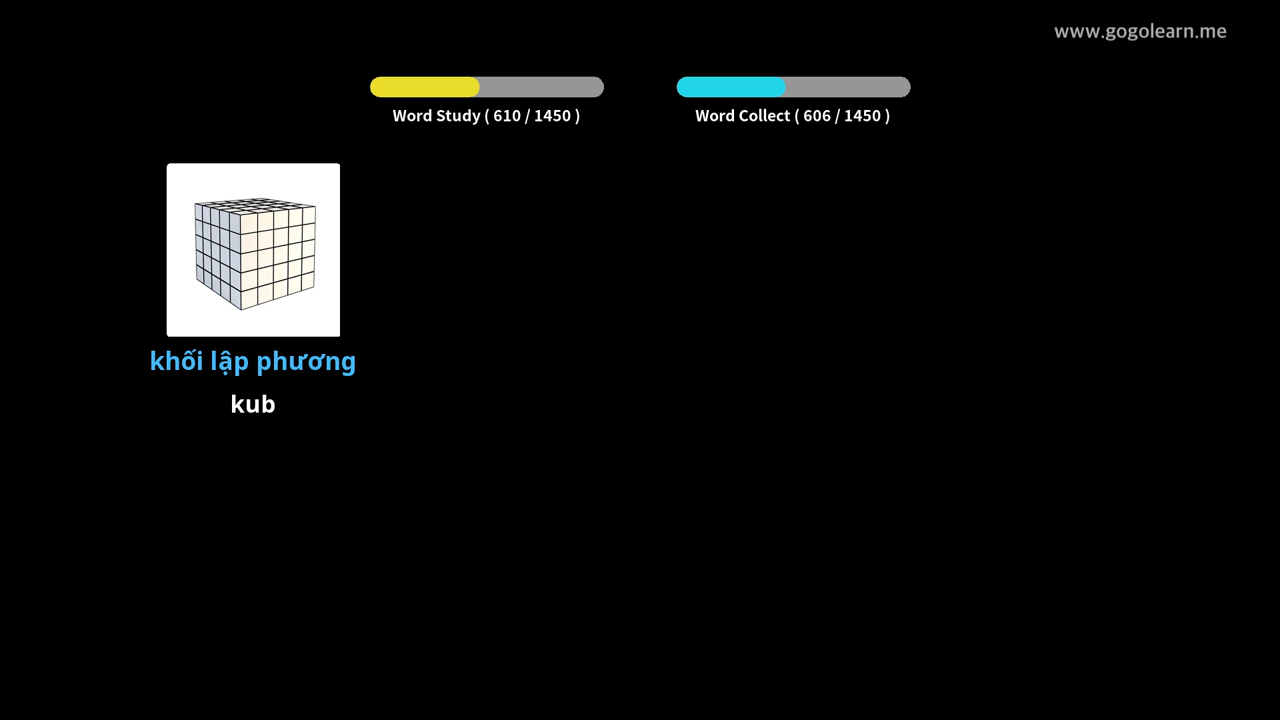 www.gogolearn.me
Word Study ( 610 / 1450 )
Word Collect ( 606 / 1450 )
khối lập phương
kub